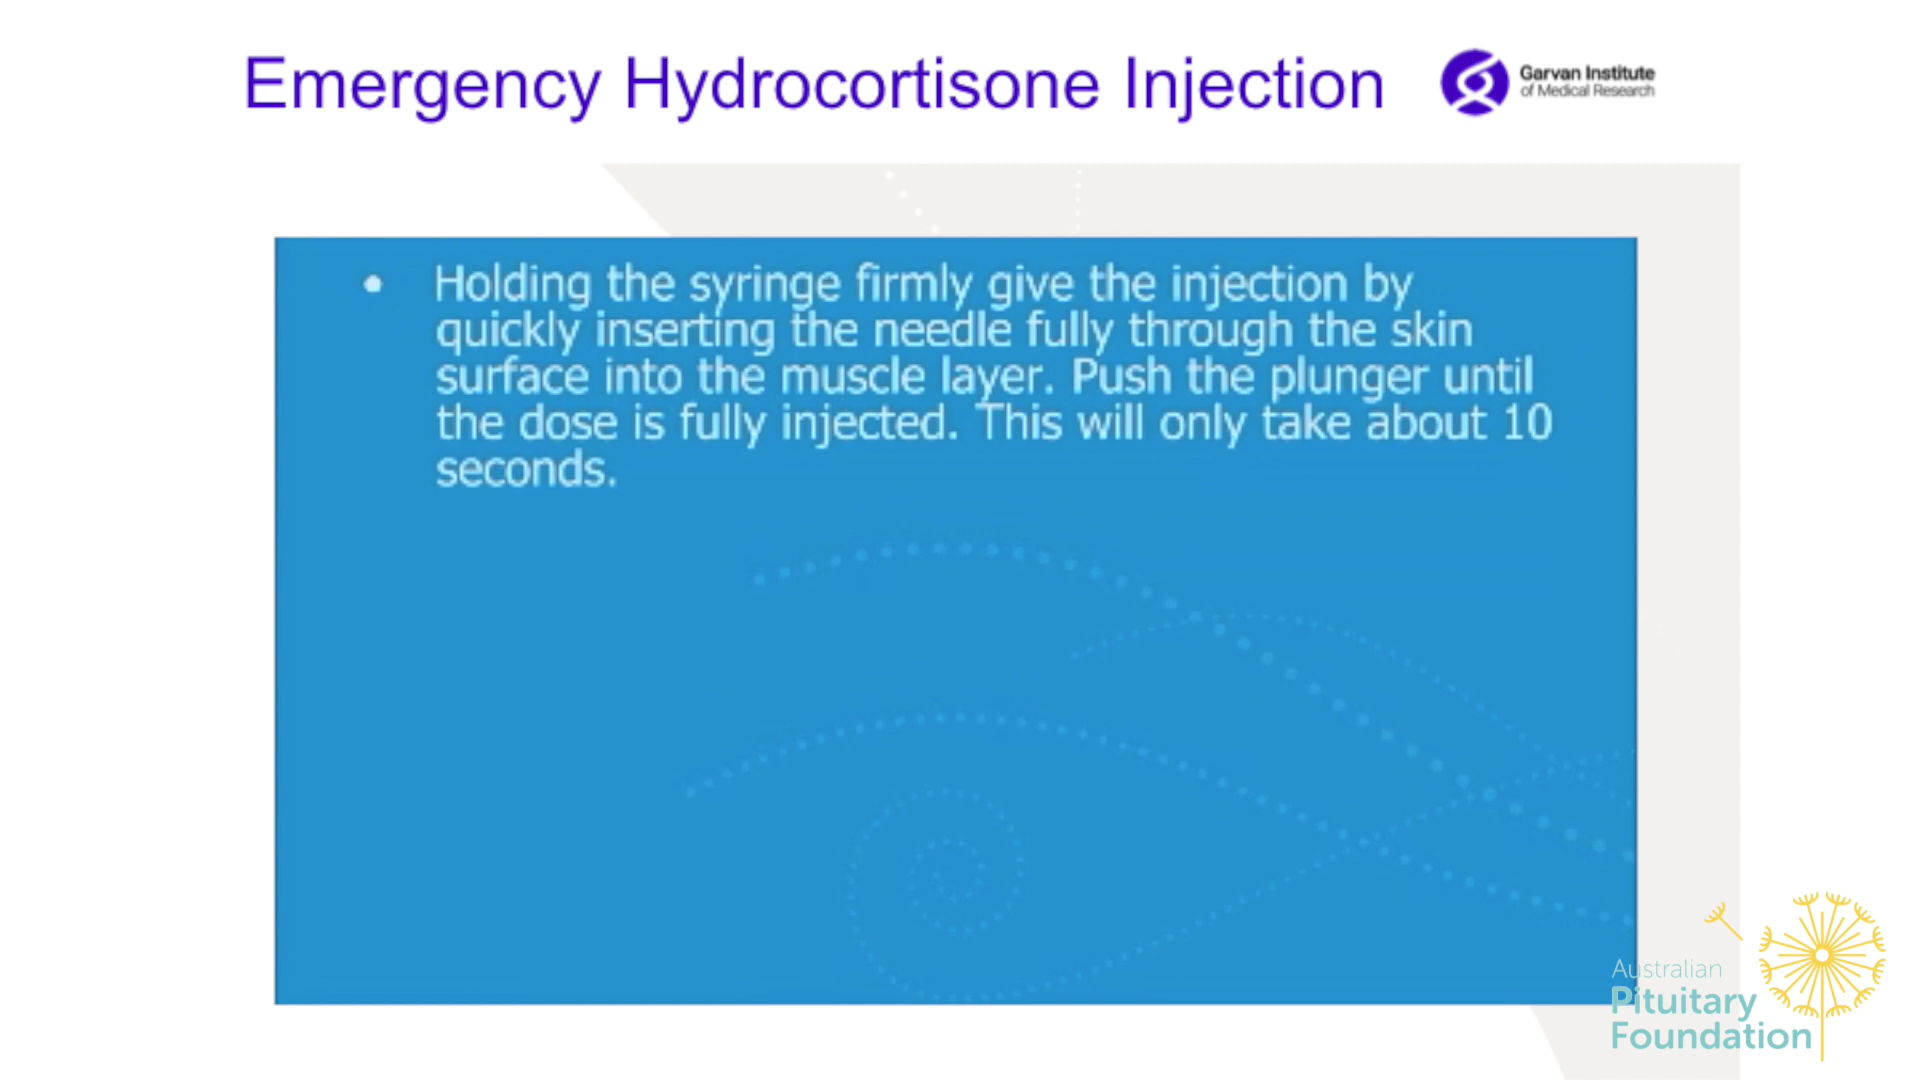 Emergency Hydrocortisone Injection
Garvan Institute
of Medical Research
• Holding the syringe firmly give the injection by
quickly inserting the needle fully through the skin
surface into the muscle layer. Push the plunger until
the dose is fully injected. This will only take about 10
seconds.
Australian
Pituitary
Foundation